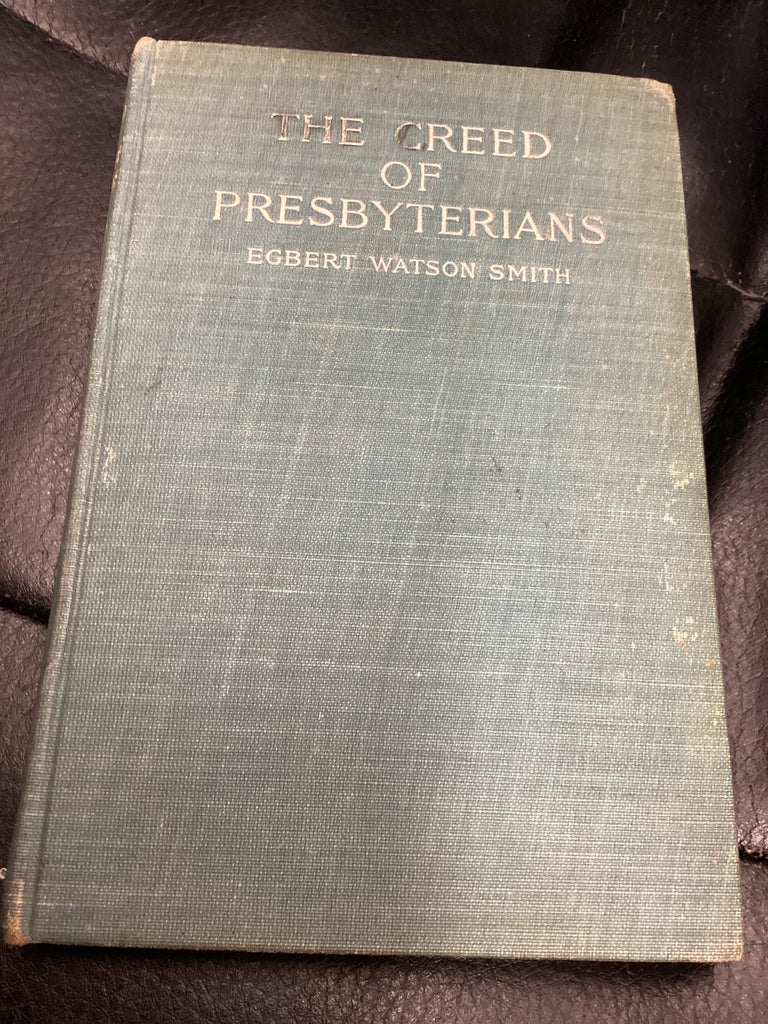 THE CREED
OF
PRESBYTERIANS
EGBERT WATSON SMITH